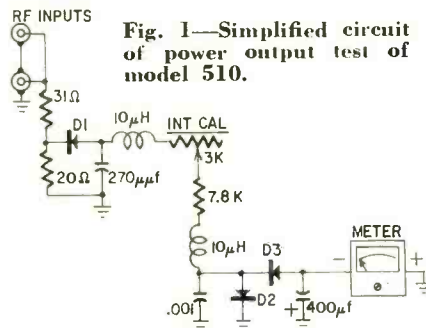 RF INPUTS
Fig. 1—Simplified circuit
of power output test of
model 510.
31Ω
D1
10μH
INT CAL
3K
20Ω
270μμf
7.8 K
10μH
D3
METER
− +
.001
D2
+
400μf